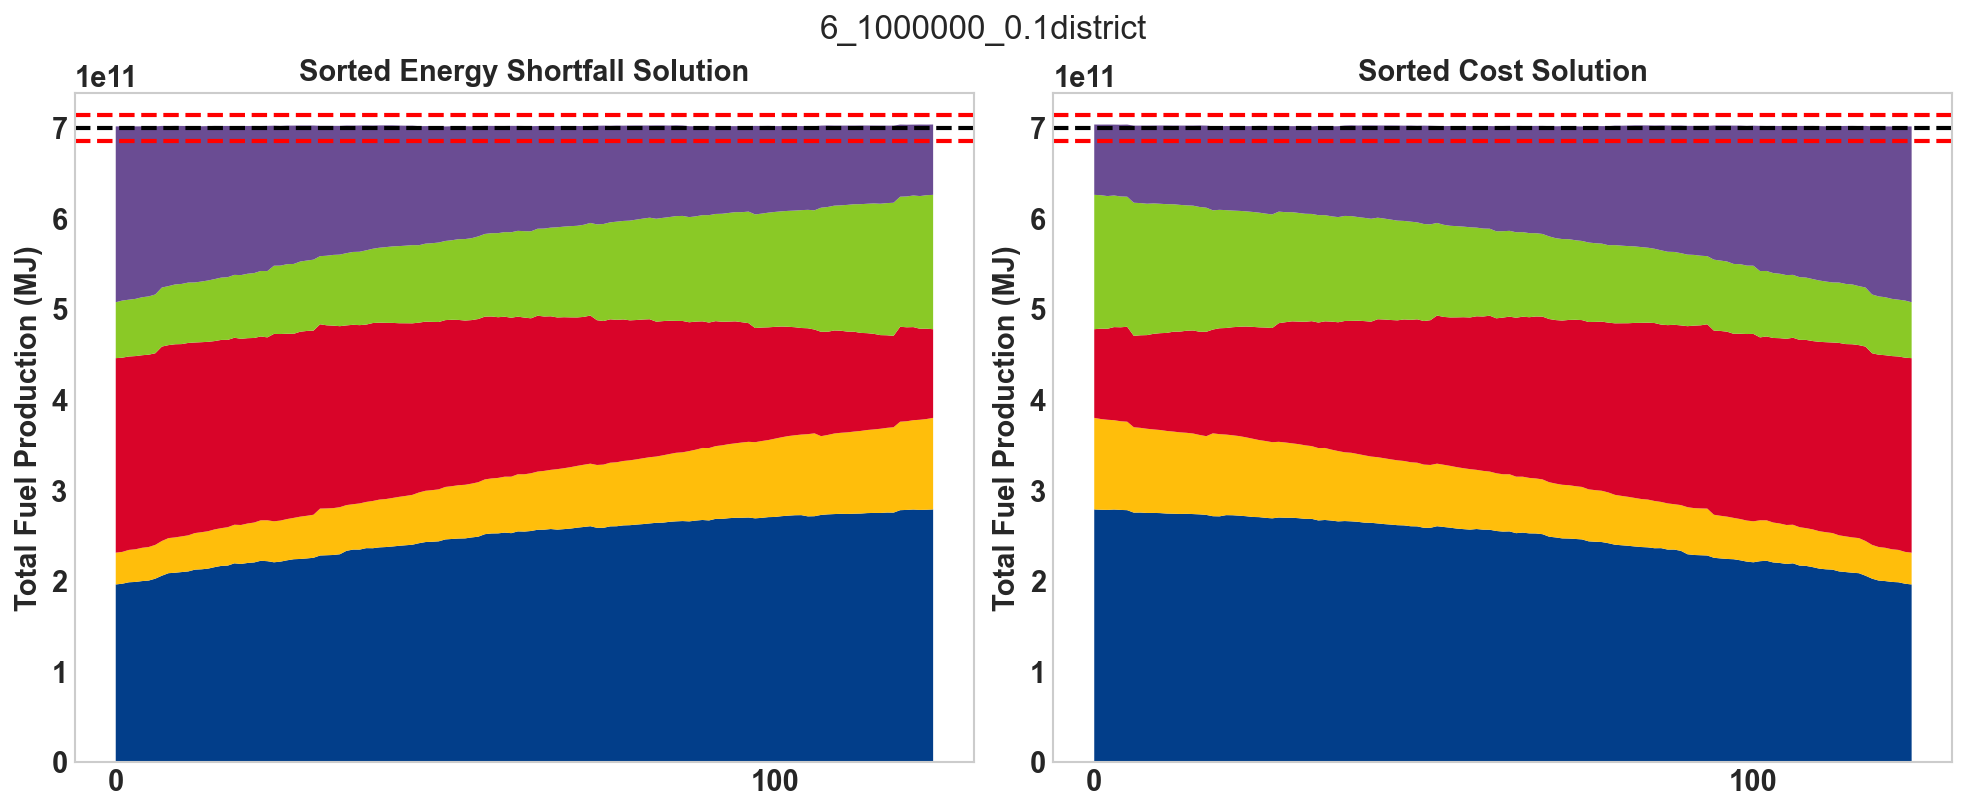 6_1000000_0.1district
Sorted Energy Shortfall Solution
1e11
Total Fuel Production (MJ)
7
6
5
4
3
2
1
0
0 100
Sorted Cost Solution
1e11
Total Fuel Production (MJ)
7
6
5
4
3
2
1
0
0 100